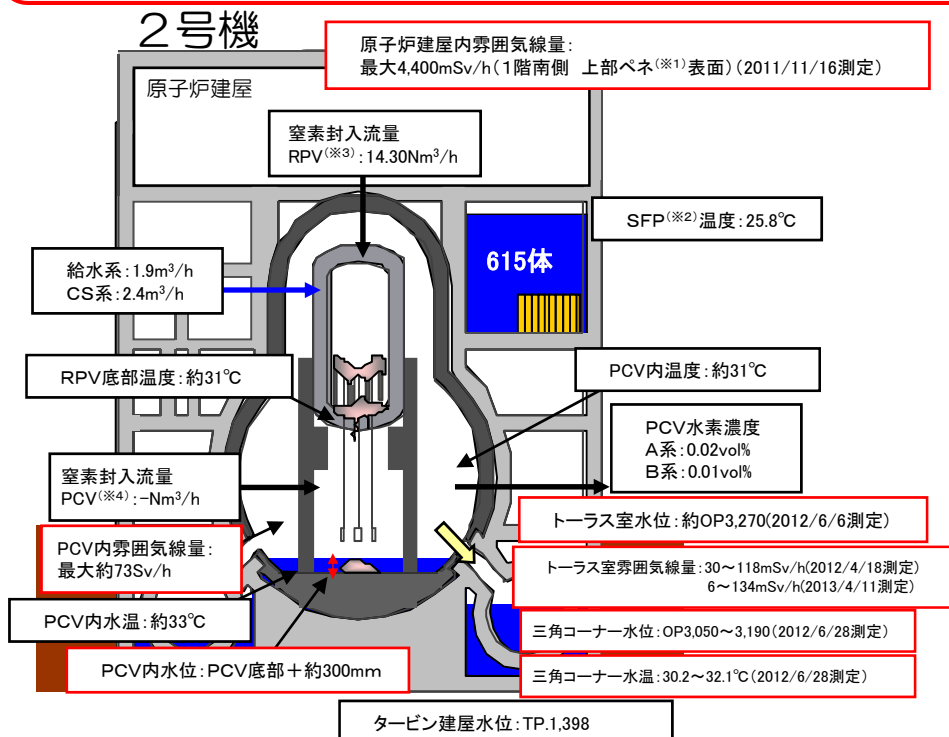 ２号機
原子炉建屋内雰囲気線量：
最大4,400mSv/h(１階南側　上部ペネ(※1)表面)(2011/11/16測定)
原子炉建屋
窒素封入流量
RPV(※3)：14.30Nm3/h
SFP(※2)温度：25.8℃
615体
給水系：1.9m3/h
CS系：2.4m3/h
RPV底部温度：約31℃
PCV内温度：約31℃
PCV水素濃度
A系：0.02vol%
B系：0.01vol%
窒素封入流量
PCV(※4)：-Nm3/h
トーラス室水位：約OP3,270(2012/6/6測定)
PCV内雰囲気線量：
最大約73Sv/h
トーラス室雰囲気線量：30～118mSv/h(2012/4/18測定)
6～134mSv/h(2013/4/11測定)
PCV内水温：約33℃
三角コーナー水位：OP3,050～3,190(2012/6/28測定)
PCV内水位：PCV底部＋約300mm
三角コーナー水温：30.2～32.1℃(2012/6/28測定)
タービン建屋水位：TP.1,398